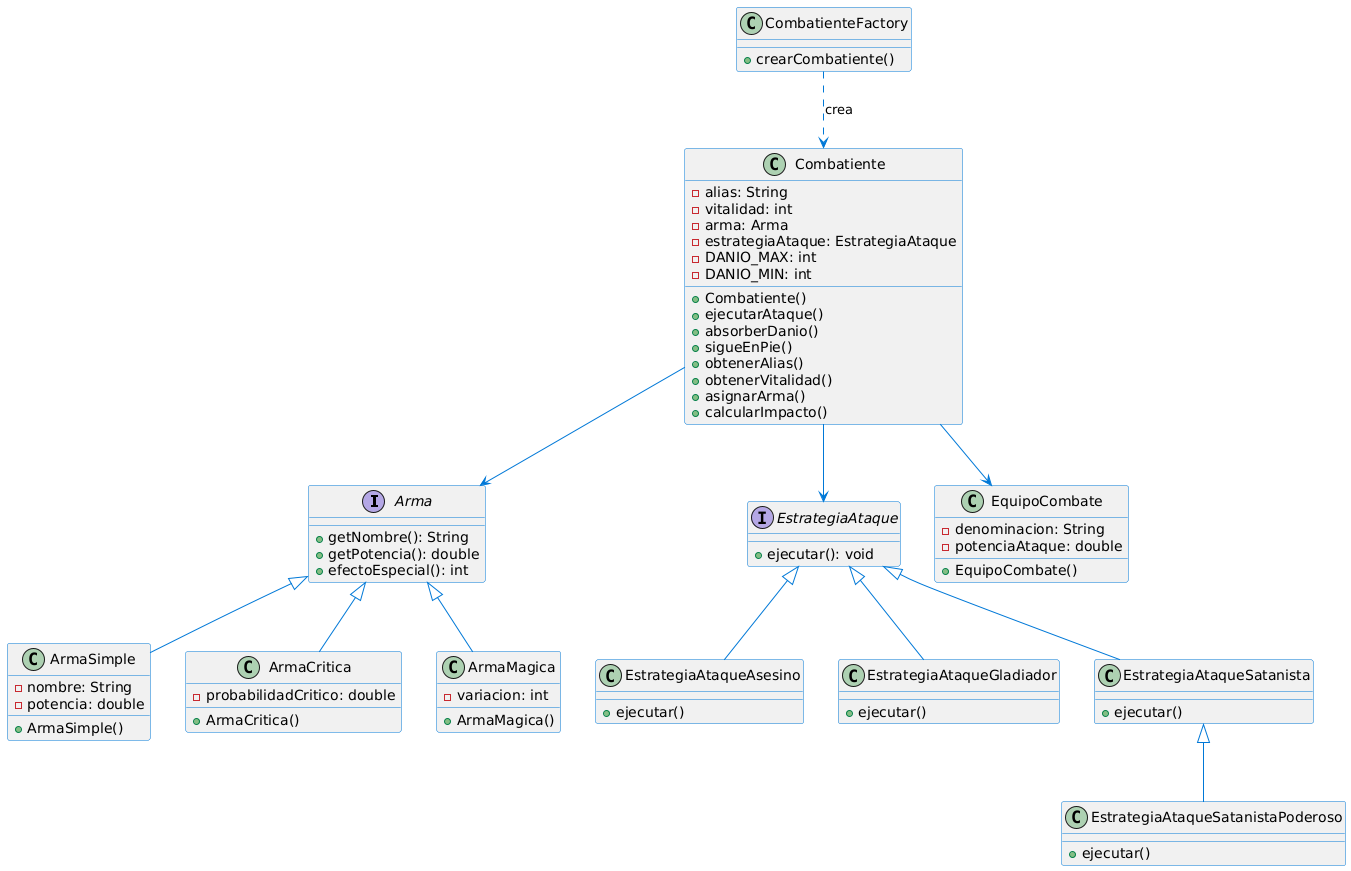 CombatienteFactory
crearCombatiente()
crea
Combatiente
alias: String
vitalidad: int
arma: Arma
estrategiaAtaque: EstrategiaAtaque
DANIO_MAX: int
DANIO_MIN: int
Combatiente()
ejecutarAtaque()
absorberDanio()
sigueEnPie()
obtenerAlias()
obtenerVitalidad()
asignarArma()
calcularImpacto()
Arma
getNombre(): String
getPotencia(): double
efectoEspecial(): int
EstrategiaAtaque
ejecutar(): void
EquipoCombate
denominacion: String
potenciaAtaque: double
EquipoCombate()
ArmaSimple
nombre: String
potencia: double
ArmaSimple()
ArmaCritica
probabilidadCritico: double
ArmaCritica()
ArmaMagica
variacion: int
ArmaMagica()
EstrategiaAtaqueAsesino
ejecutar()
EstrategiaAtaqueGladiador
ejecutar()
EstrategiaAtaqueSatanista
ejecutar()
EstrategiaAtaqueSatanistaPoderoso
ejecutar()